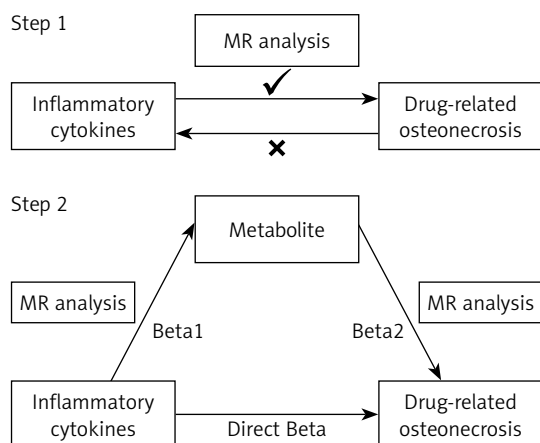 Step 1
MR analysis
Inflammatory
cytokines
Drug-related
osteonecrosis
Step 2
Metabolite
MR analysis
MR analysis
Beta1
Beta2
Inflammatory
cytokines
Direct Beta
Drug-related
osteonecrosis